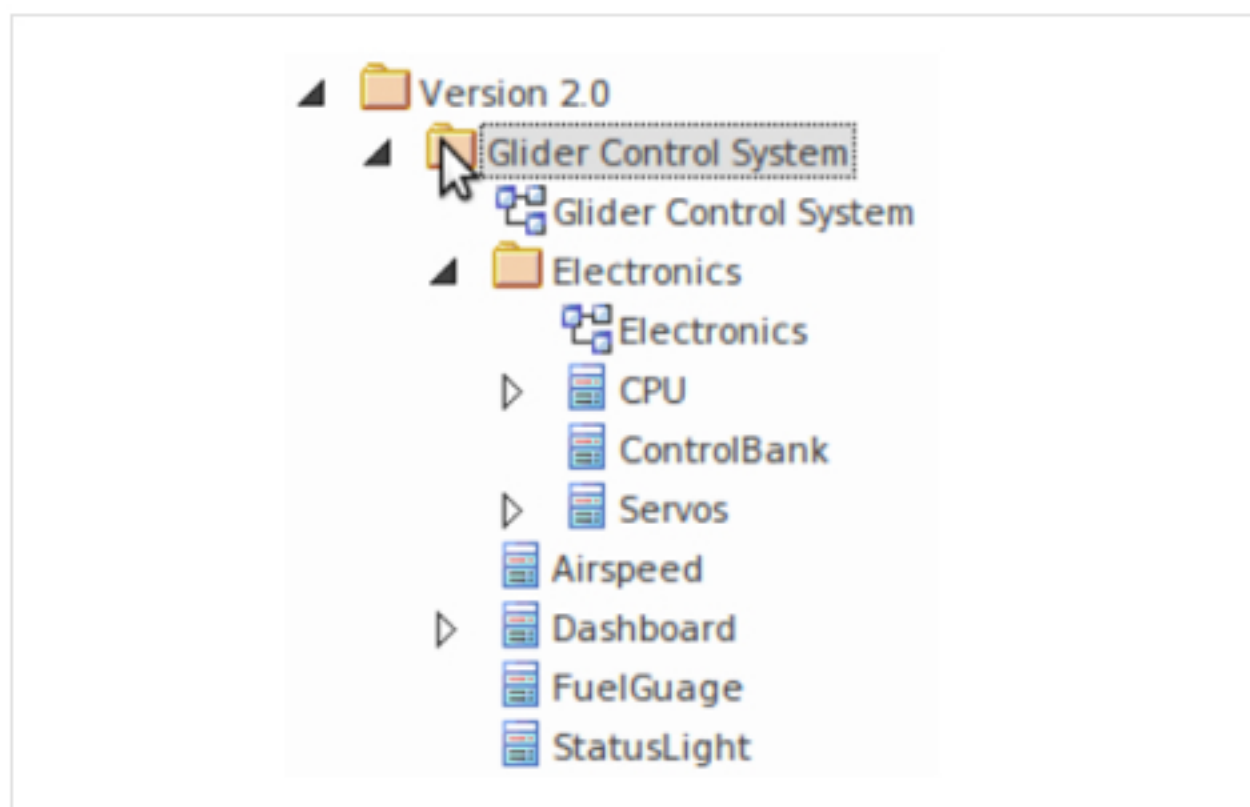 Version 2.0
Glider Control System
Glider Control System
Electronics
Electronics
CPU
ControlBank
Servos
Airspeed
Dashboard
FuelGuage
StatusLight